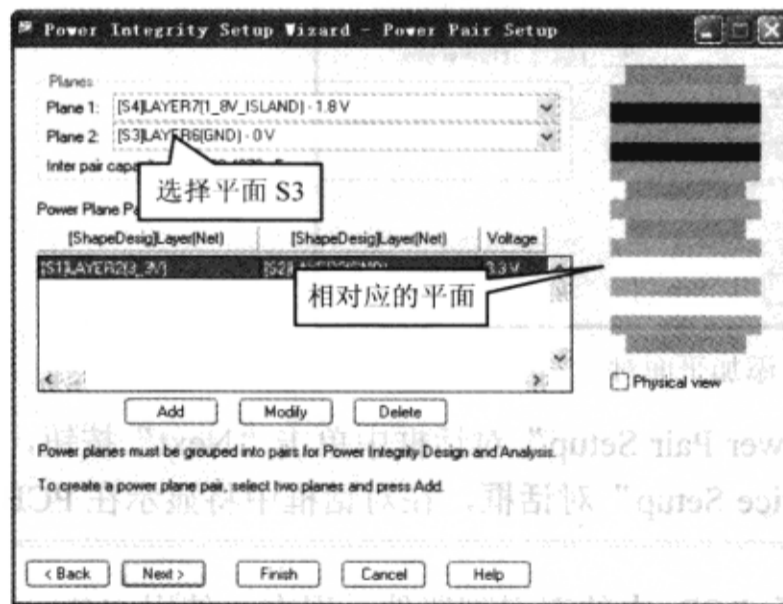 Power Integrity Setup Wizard - Power Pair Setup
Planes
Plane 1: [S4]LAYER7(1_8V_ISLAND) - 1.8 V
Plane 2: [S3]LAYER6(GND) - 0 V
Inter pair
选择平面 S3
Power Plane
[ShapeDesig]Layer(Net) [ShapeDesig]Layer(Net) Voltage
[S1]LAYER2(3_3V) 3.3 V
相对应的平面
Physical view
Add Modify Delete
Power planes must be grouped into pairs for Power Integrity Design and Analysis.
To create a power plane pair, select two planes and press Add.
< Back Next > Finish Cancel Help